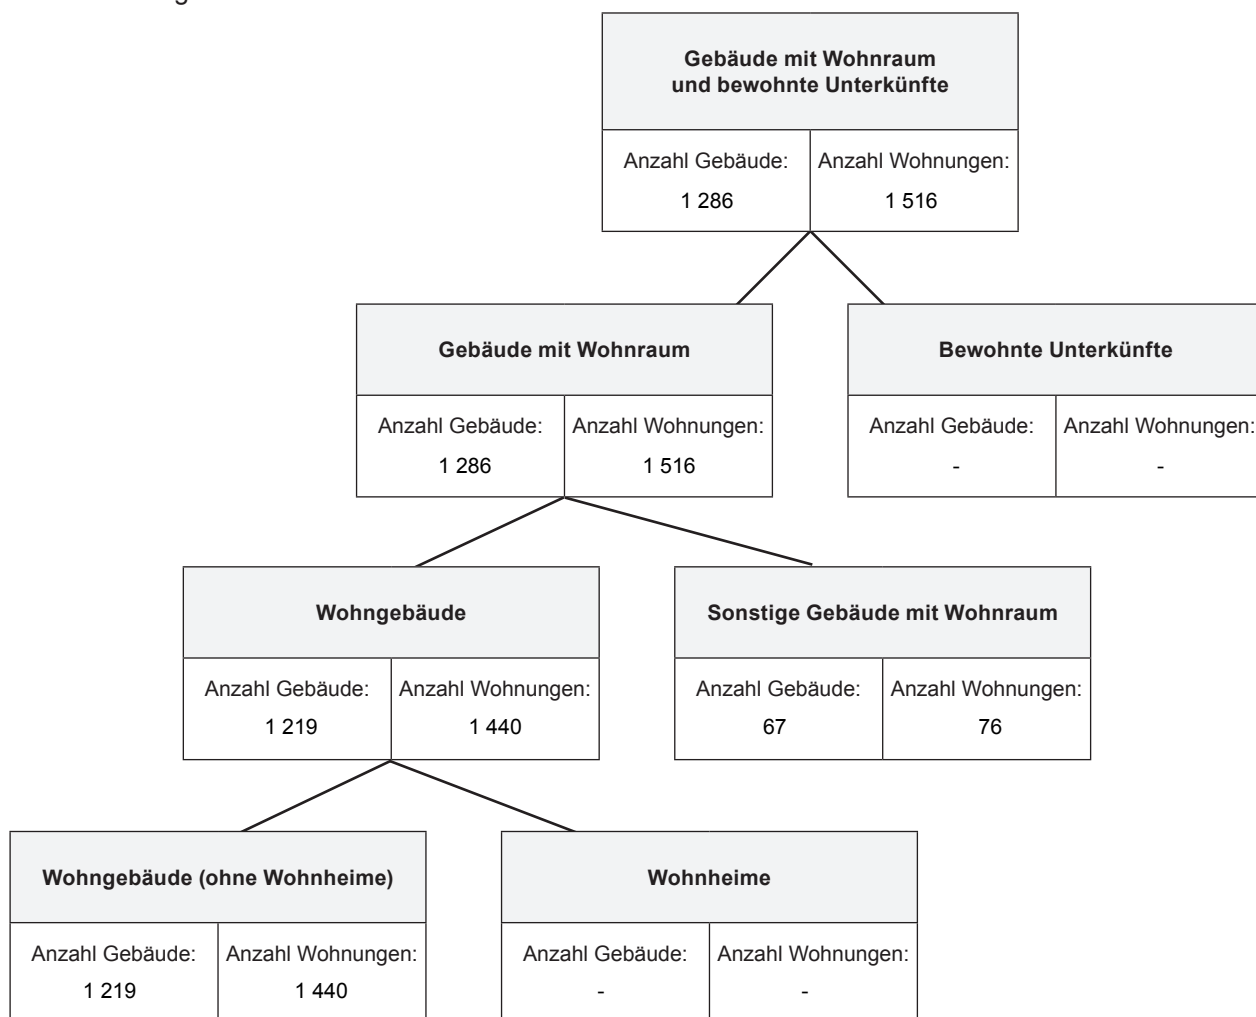 Gebäude mit Wohnraum
und bewohnte Unterkünfte
Anzahl Gebäude: Anzahl Wohnungen:
1 286 1 516
Gebäude mit Wohnraum
Anzahl Gebäude: Anzahl Wohnungen:
1 286 1 516
Bewohnte Unterkünfte
Anzahl Gebäude: Anzahl Wohnungen:
- -
Wohngebäude
Anzahl Gebäude: Anzahl Wohnungen:
1 219 1 440
Sonstige Gebäude mit Wohnraum
Anzahl Gebäude: Anzahl Wohnungen:
67 76
Wohngebäude (ohne Wohnheime)
Anzahl Gebäude: Anzahl Wohnungen:
1 219 1 440
Wohnheime
Anzahl Gebäude: Anzahl Wohnungen:
- -